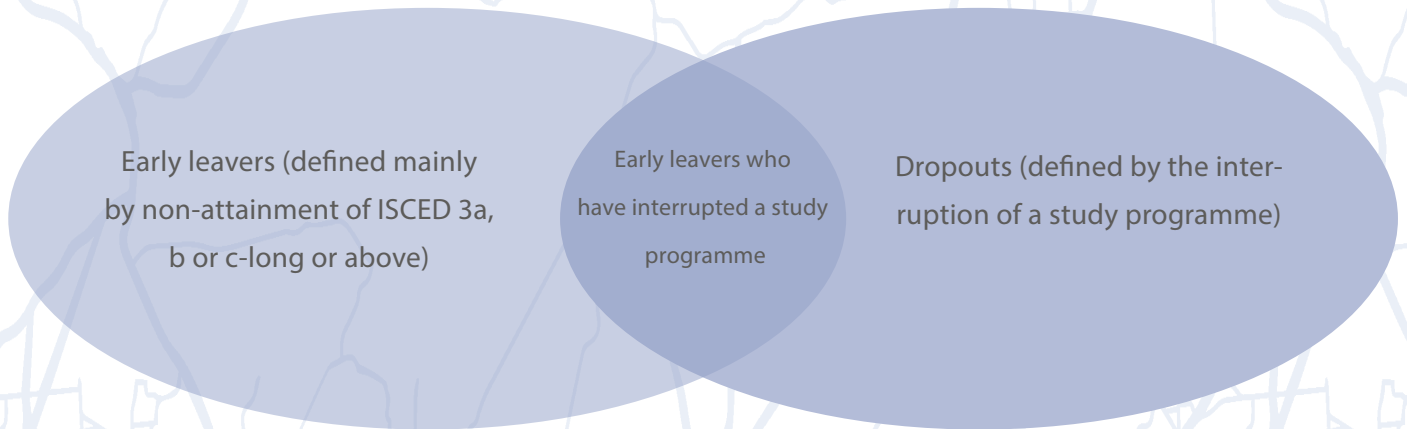 Early leavers (defined mainly
by non-attainment of ISCED 3a,
b or c-long or above)
Early leavers who
have interrupted a study
programme
Dropouts (defined by the inter-
ruption of a study programme)